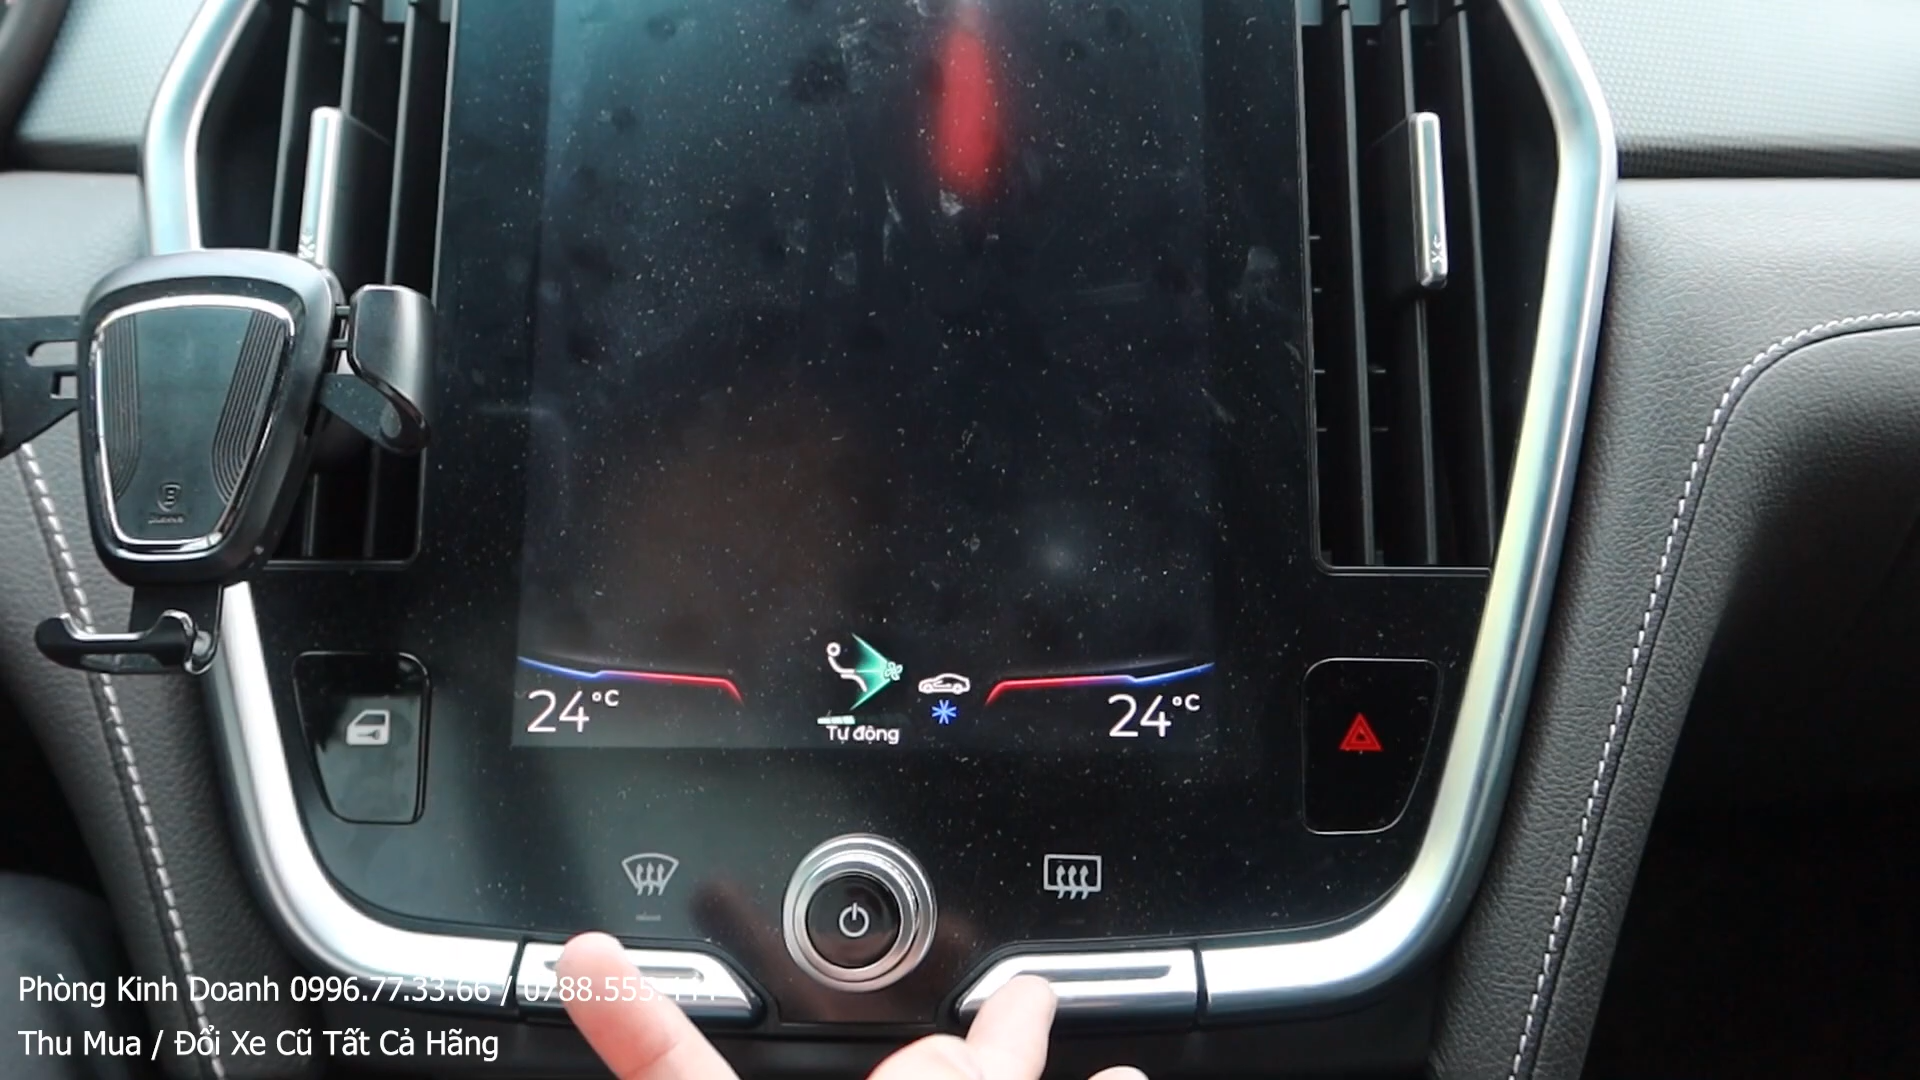 24°C
24°C
Tự động
Phòng Kinh Doanh 0996.77.33.66 / 0788.555.
Thu Mua / Đổi Xe Cũ Tất Cả Hãng